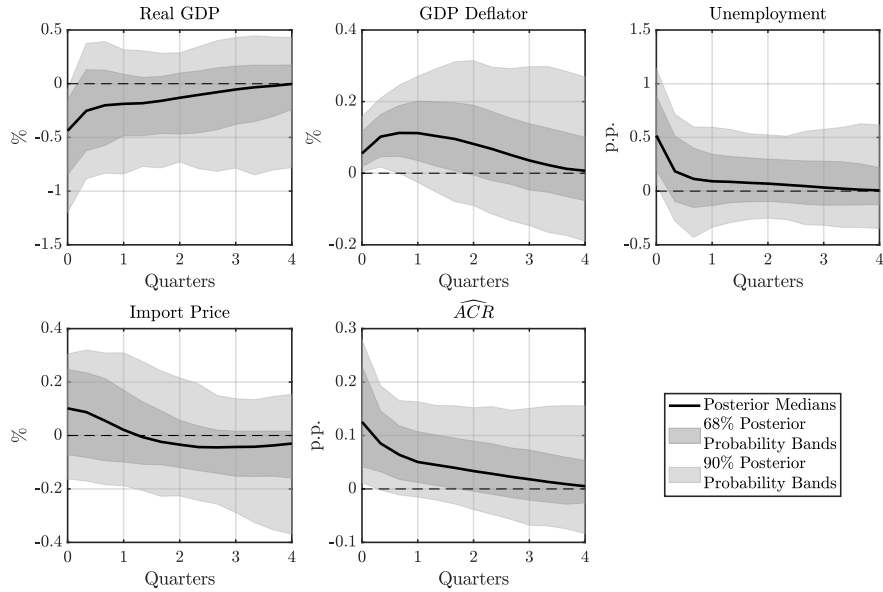 Real GDP
%
0.5
0
-0.5
-1
-1.5
0 1 2 3 4
Quarters
GDP Deflator
%
0.4
0.2
0
-0.2
0 1 2 3 4
Quarters
Unemployment
p.p.
1.5
1
0.5
0
-0.5
0 1 2 3 4
Quarters
Import Price
%
0.4
0.2
0
-0.2
-0.4
0 1 2 3 4
Quarters
$\widehat{ACR}$
p.p.
0.3
0.2
0.1
0
-0.1
0 1 2 3 4
Quarters
Posterior Medians
68% Posterior
Probability Bands
90% Posterior
Probability Bands